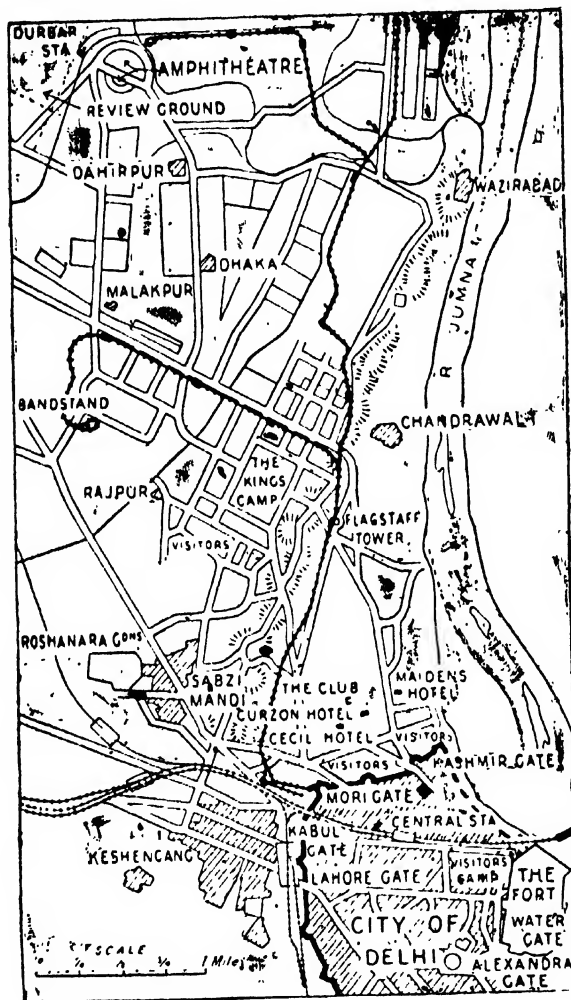 DURBAR
STA.
AMPHITHEATRE
REVIEW GROUND
DAHIRPUR
WAZIRABAD
DHAKA
MALAKPUR
R. JUMNA
BANDSTAND
CHANDRAWALI
THE
KINGS
CAMP
RAJPUR
FLAGSTAFF
TOWER
VISITORS
ROSHANARA GDNS
SABZI
MANDI
THE CLUB
MAIDENS
HOTEL
CURZON HOTEL
CECIL HOTEL
VISITORS
VISITORS
KASHMIR GATE
MORI GATE
CENTRAL STA
KABUL
GATE
KESHENGANG
LAHORE GATE
VISITORS
CAMP
THE
FORT
WATER
GATE
CITY OF
DELHI
ALEXANDRA
GATE
SCALE
1 Mile